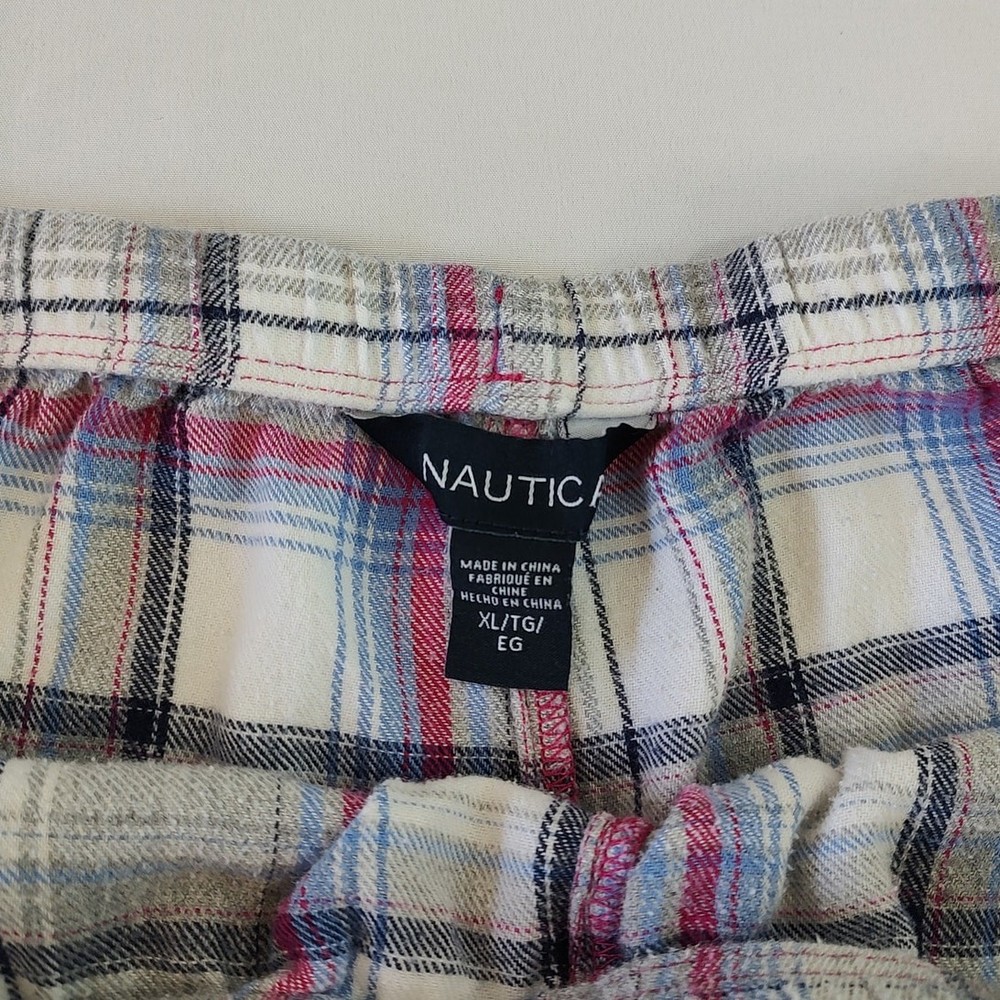 NAUTICA
MADE IN CHINA
FABRIQUÉ EN
CHINE
HECHO EN CHINA
XL/TG/
EG